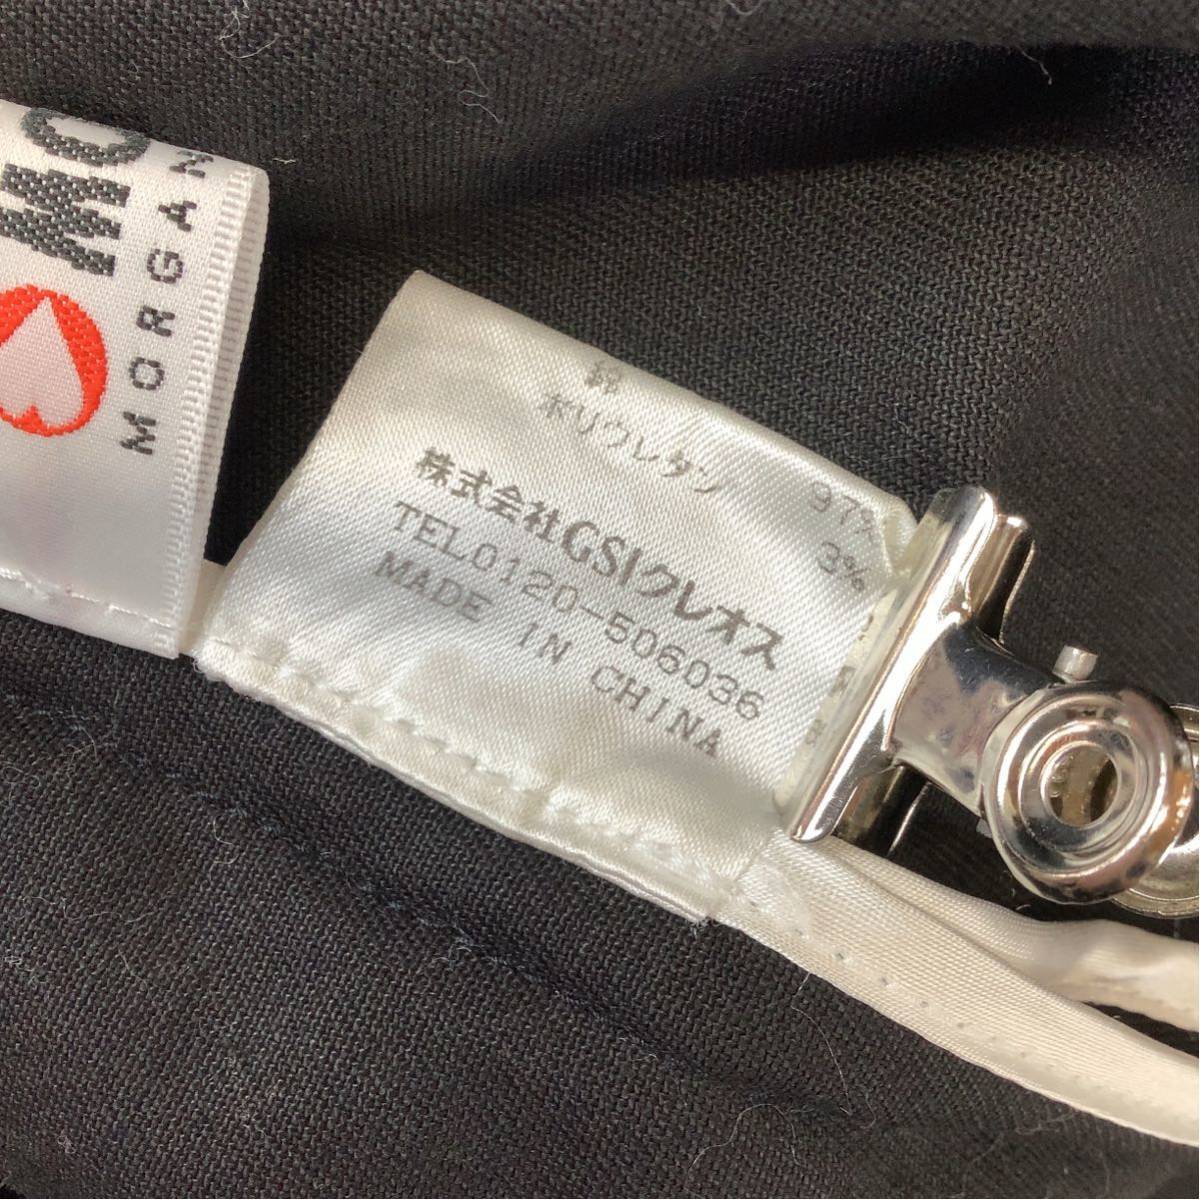 MO
MORGAN
綿 97%
ポリウレタン 3%
株式会社GSIクレオス
TEL0120-506036
MADE IN CHINA